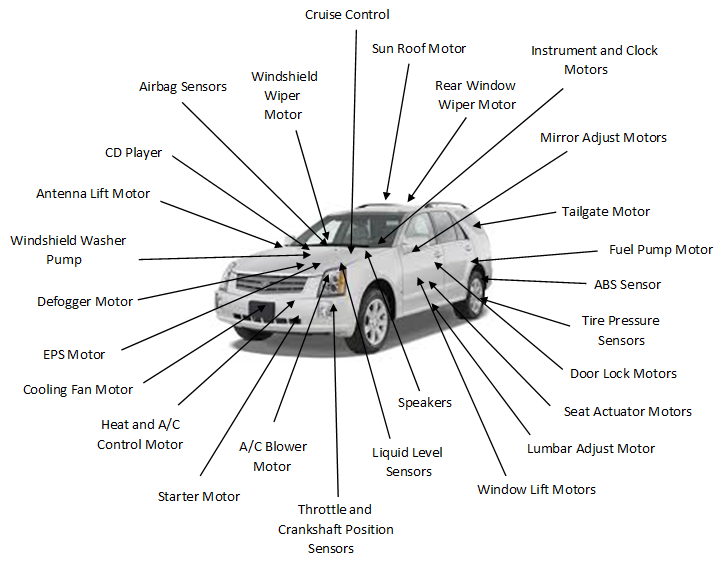 Cruise Control
Sun Roof Motor
Instrument and Clock
Motors
Windshield
Wiper
Motor
Airbag Sensors
Rear Window
Wiper Motor
Mirror Adjust Motors
CD Player
Antenna Lift Motor
Tailgate Motor
Windshield Washer
Pump
Fuel Pump Motor
ABS Sensor
Defogger Motor
Tire Pressure
Sensors
EPS Motor
Door Lock Motors
Cooling Fan Motor
Speakers
Seat Actuator Motors
Heat and A/C
Control Motor
A/C Blower
Motor
Liquid Level
Sensors
Lumbar Adjust Motor
Starter Motor
Window Lift Motors
Throttle and
Crankshaft Position
Sensors